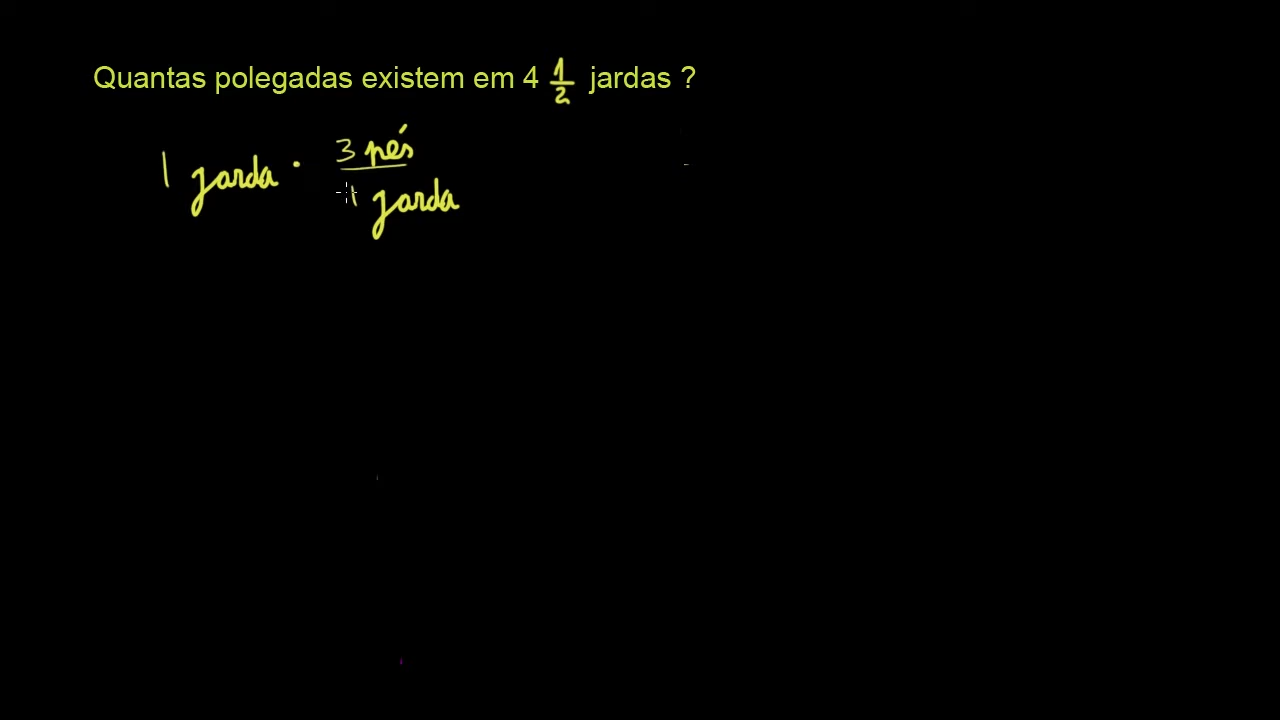 Quantas polegadas existem em 4 1/2 jardas ?
1 jarda · 3 pés / 1 jarda